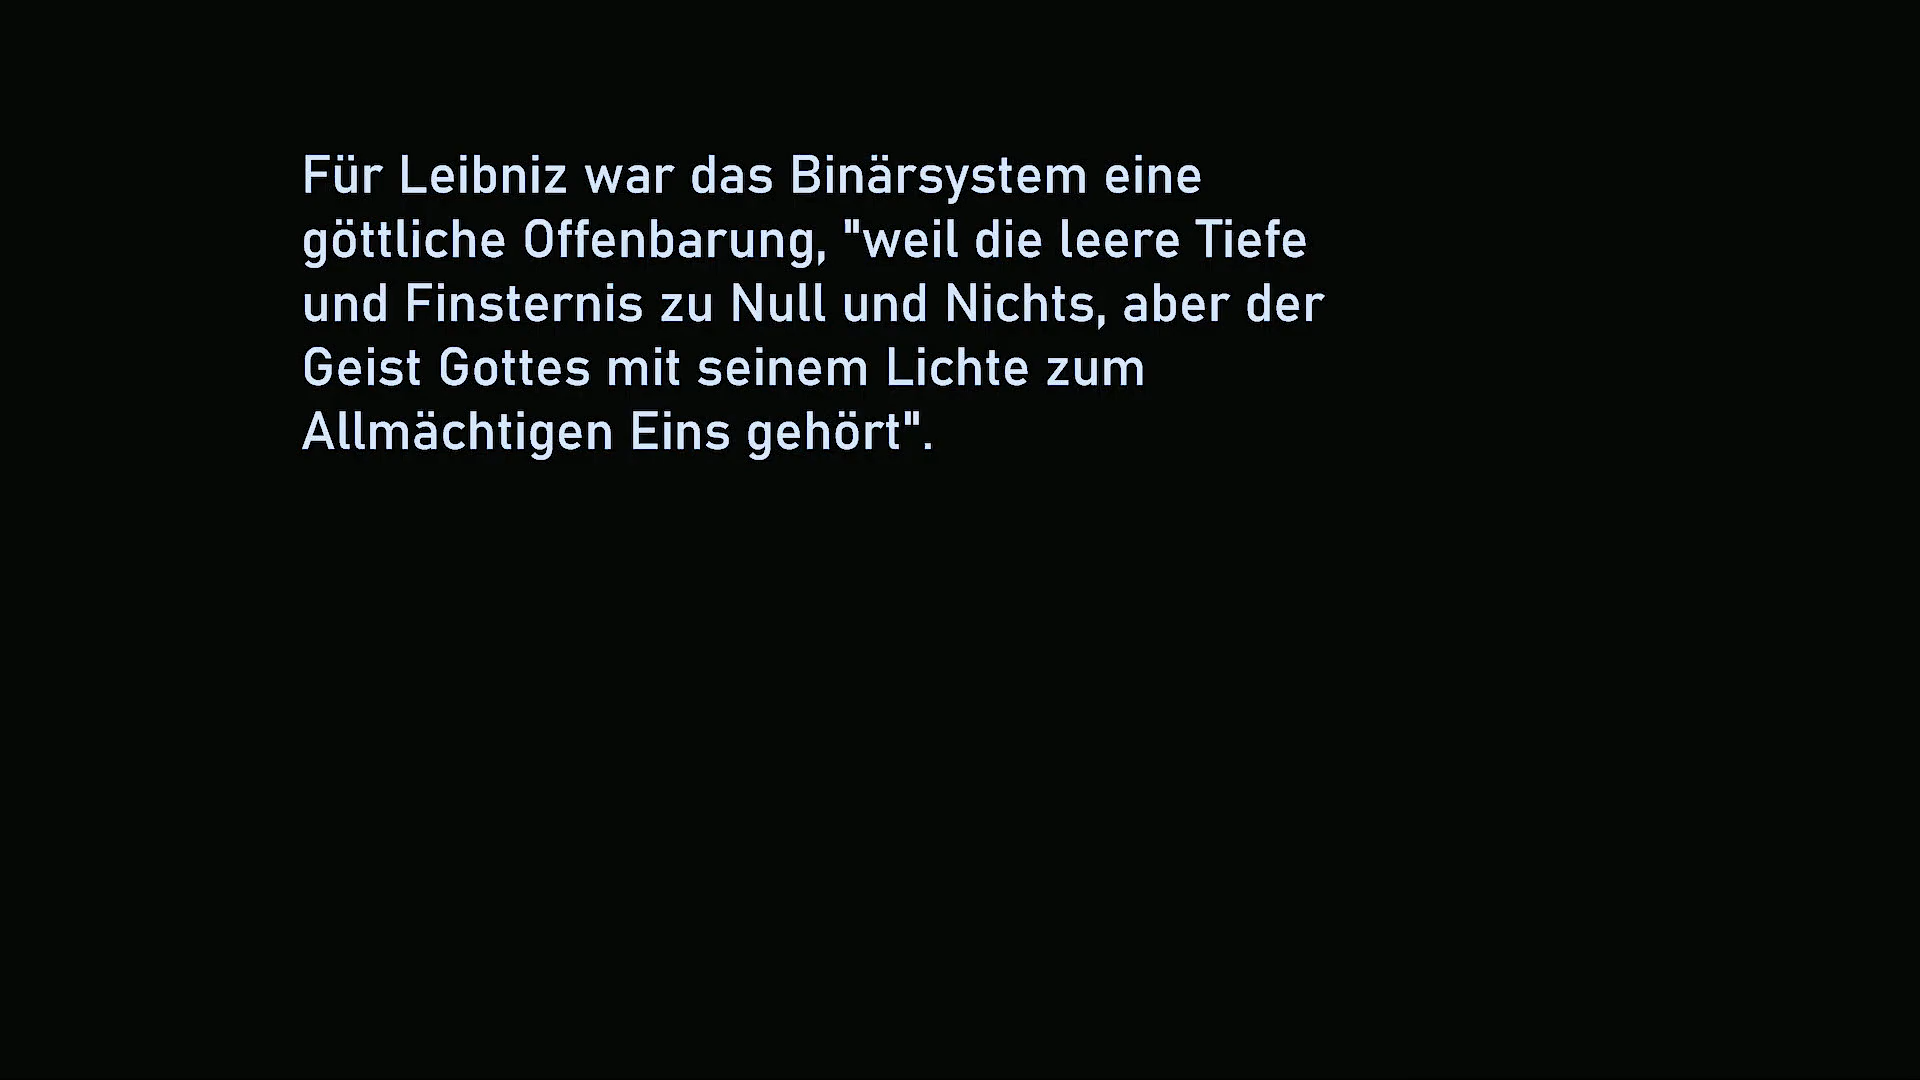 Für Leibniz war das Binärsystem eine
göttliche Offenbarung, "weil die leere Tiefe
und Finsternis zu Null und Nichts, aber der
Geist Gottes mit seinem Lichte zum
Allmächtigen Eins gehört".